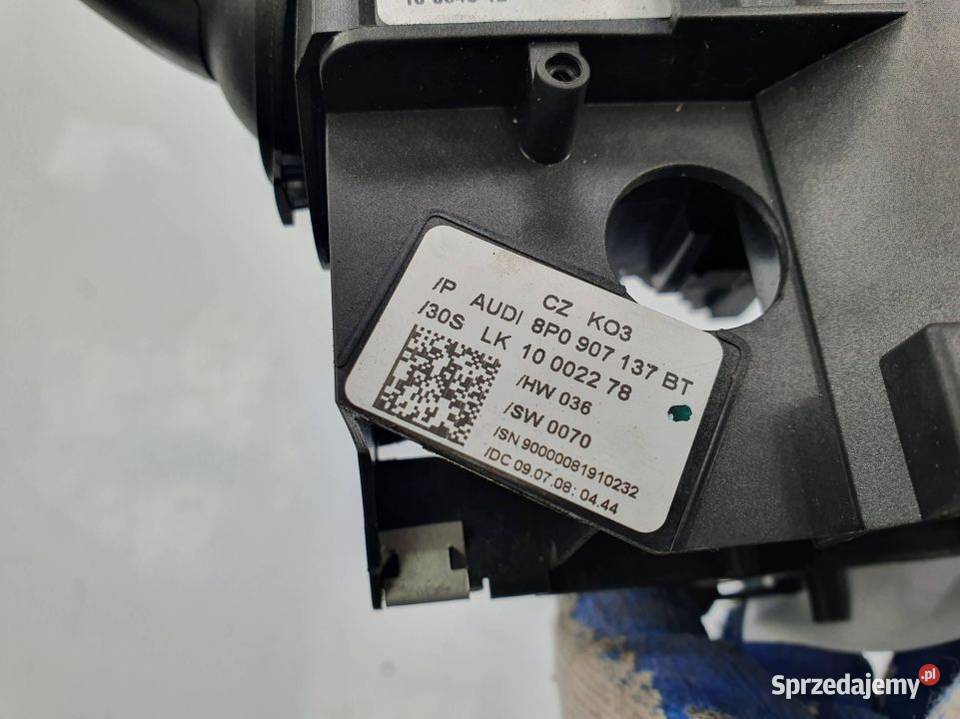 CZ KO3
/P AUDI 8P0 907 137 BT
/30S LK 10 0022 78
/HW 036
/SW 0070
/SN 90000081910232
/DC 09.07.08: 04.44
Sprzedajemy.pl